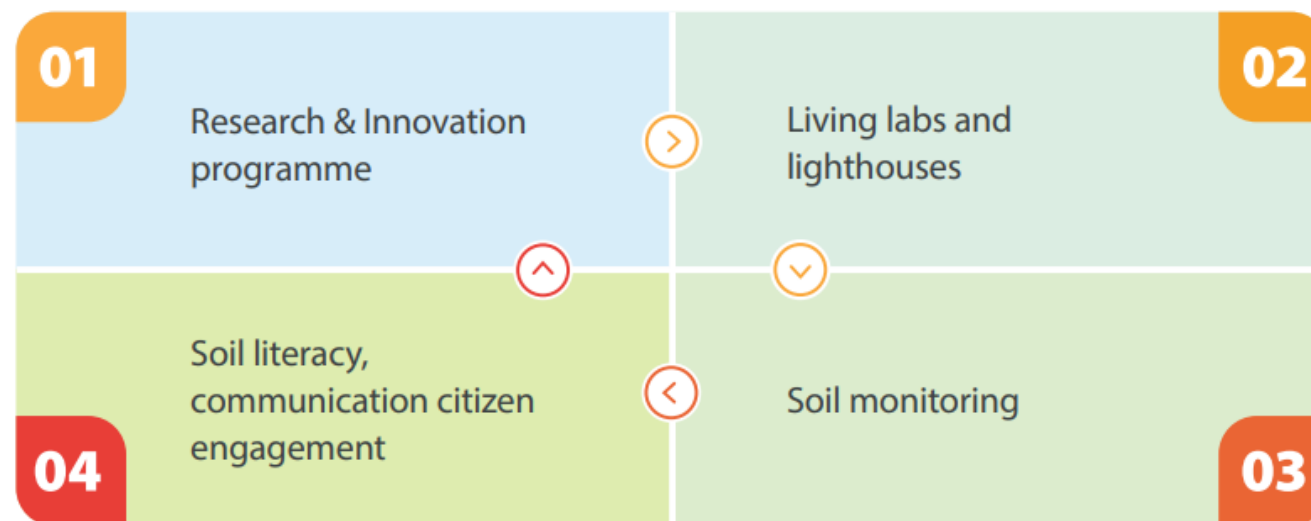 01
Research & Innovation
programme
02
Living labs and
lighthouses
03
Soil monitoring
04
Soil literacy,
communication citizen
engagement